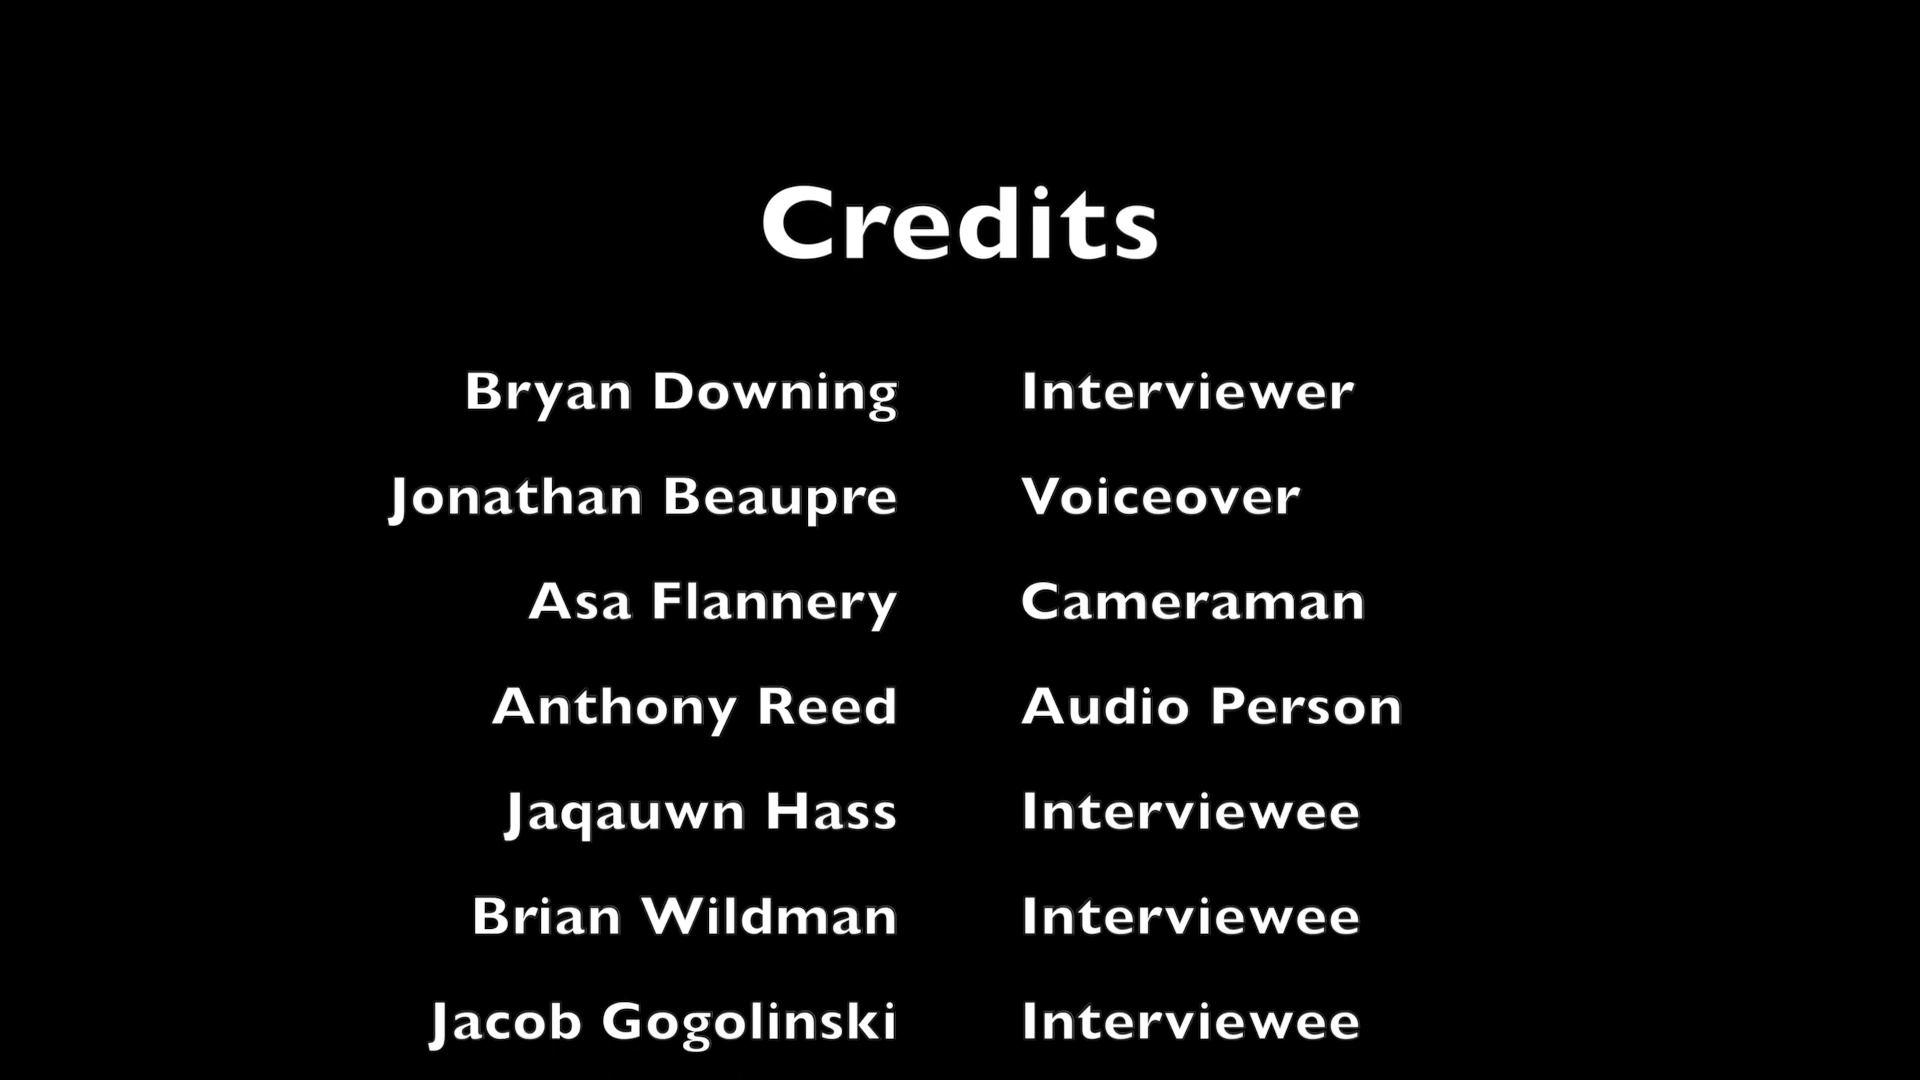 Credits
Bryan Downing Interviewer
Jonathan Beaupre Voiceover
Asa Flannery Cameraman
Anthony Reed Audio Person
Jaqauwn Hass Interviewee
Brian Wildman Interviewee
Jacob Gogolinski Interviewee